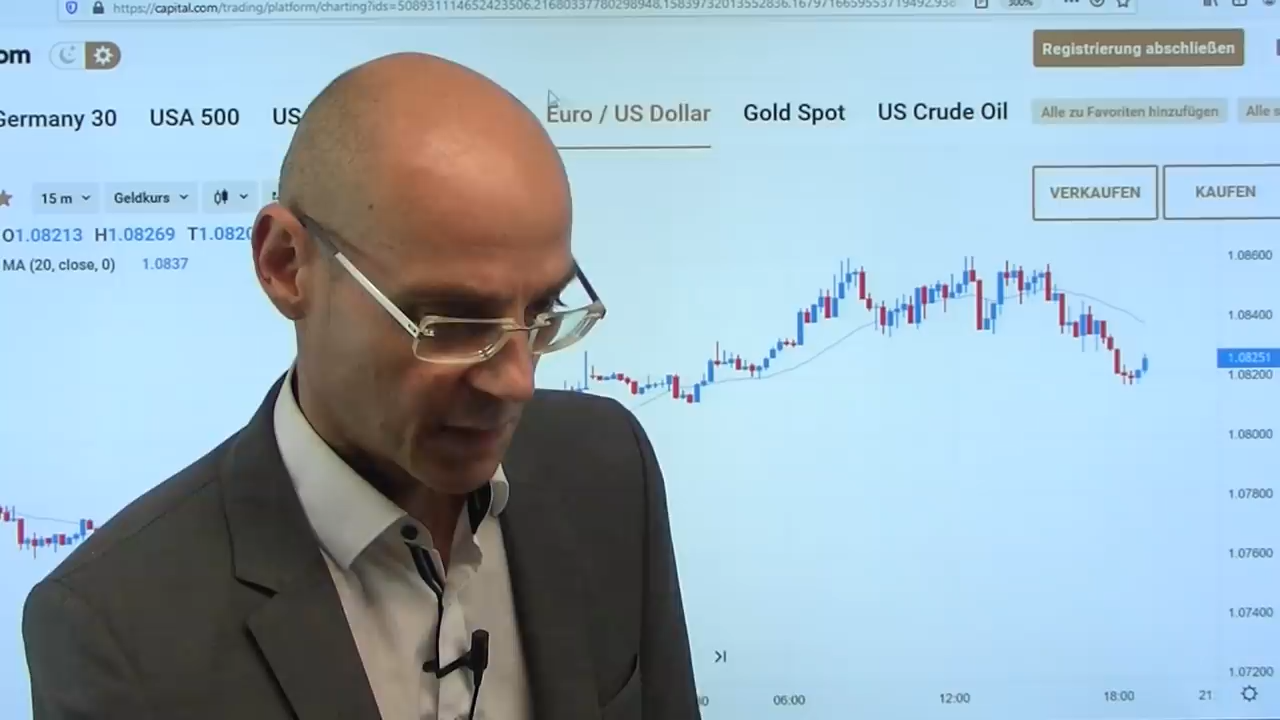 https://capital.com/trading/platform/charting?ids=
300%
om
Registrierung abschließen
Germany 30 USA 500 US Euro / US Dollar Gold Spot US Crude Oil Alle zu Favoriten hinzufügen Alle s
15 m Geldkurs VERKAUFEN KAUFEN
O1.08213 H1.08269 T1.0820
MA (20, close, 0) 1.0837
1.08600
1.08400
1.08251
1.08200
1.08000
1.07800
1.07600
1.07400
1.07200
06:00 12:00 18:00 21